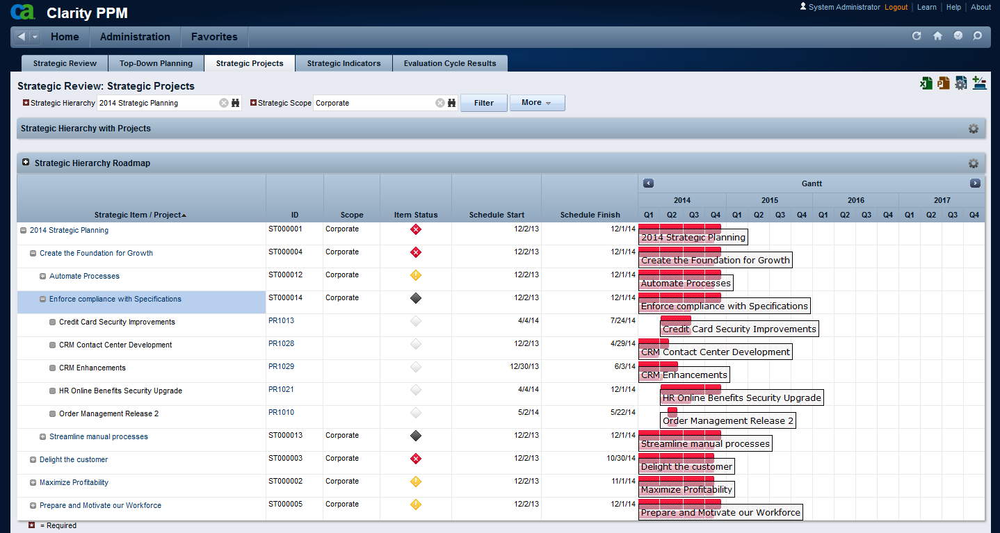 ca Clarity PPM
System Administrator Logout Learn Help About
Home Administration Favorites
Strategic Review Top-Down Planning Strategic Projects Strategic Indicators Evaluation Cycle Results
Strategic Review: Strategic Projects
Strategic Hierarchy 2014 Strategic Planning Strategic Scope Corporate Filter More
Strategic Hierarchy with Projects
Strategic Hierarchy Roadmap
Gantt
2014 2015 2016 2017
Strategic Item / Project ID Scope Item Status Schedule Start Schedule Finish Q1 Q2 Q3 Q4 Q1 Q2 Q3 Q4 Q1 Q2 Q3 Q4 Q1 Q2 Q3 Q4
2014 Strategic Planning ST000001 Corporate 12/2/13 12/1/14 2014 Strategic Planning
Create the Foundation for Growth ST000004 Corporate 12/2/13 12/1/14 Create the Foundation for Growth
Automate Processes ST000012 Corporate 12/2/13 12/1/14 Automate Processes
Enforce compliance with Specifications ST000014 Corporate 12/2/13 12/1/14 Enforce compliance with Specifications
Credit Card Security Improvements PR1013 4/4/14 7/24/14 Credit Card Security Improvements
CRM Contact Center Development PR1028 12/2/13 4/29/14 CRM Contact Center Development
CRM Enhancements PR1029 12/30/13 6/3/14 CRM Enhancements
HR Online Benefits Security Upgrade PR1021 4/4/14 12/1/14 HR Online Benefits Security Upgrade
Order Management Release 2 PR1010 5/2/14 5/22/14 Order Management Release 2
Streamline manual processes ST000013 Corporate 12/2/13 12/1/14 Streamline manual processes
Delight the customer ST000003 Corporate 12/2/13 10/30/14 Delight the customer
Maximize Profitability ST000002 Corporate 12/2/13 11/1/14 Maximize Profitability
Prepare and Motivate our Workforce ST000005 Corporate 12/2/13 12/1/14 Prepare and Motivate our Workforce
= Required